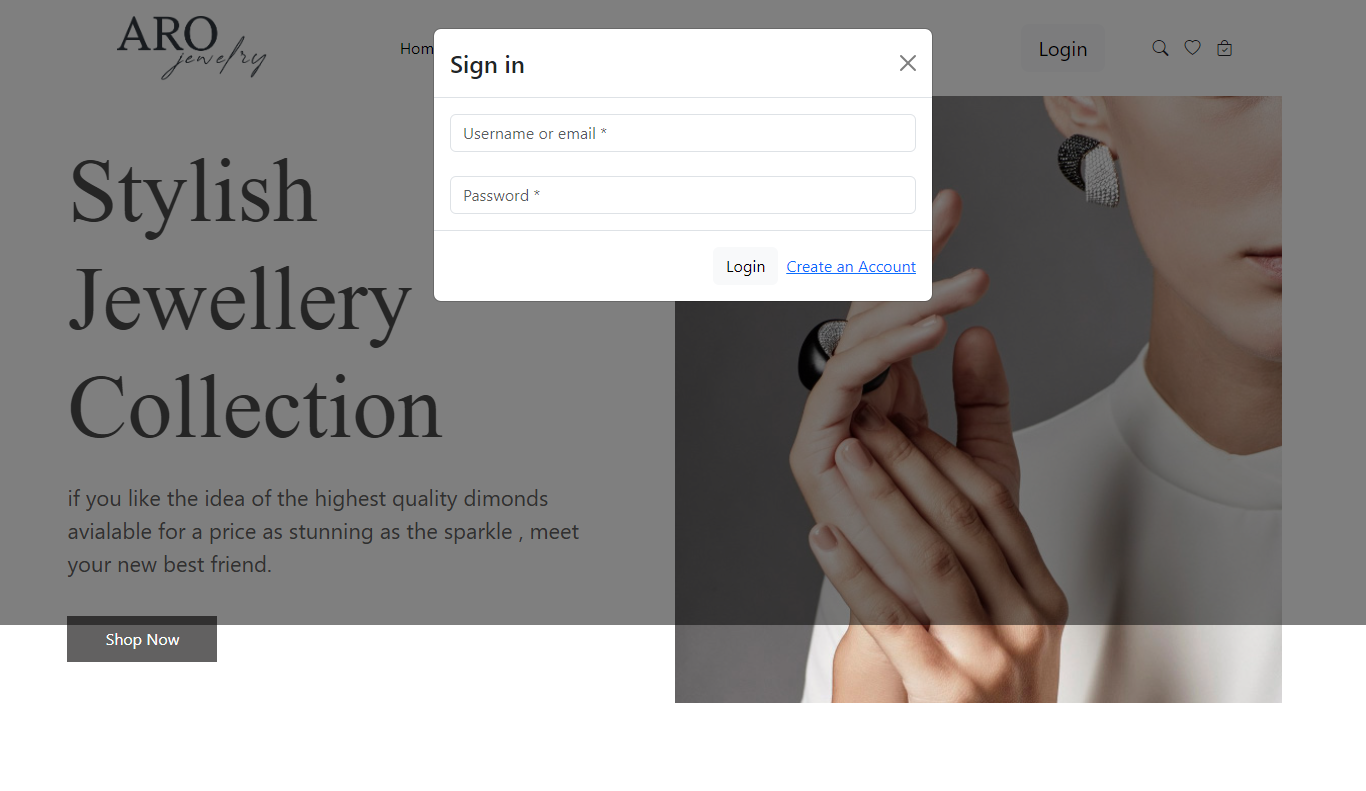 ARO
jewelry
Hom
Login
Sign in
Username or email *
Password *
Login
Create an Account
Stylish
Jewellery
Collection
if you like the idea of the highest quality dimonds
avialable for a price as stunning as the sparkle , meet
your new best friend.
Shop Now